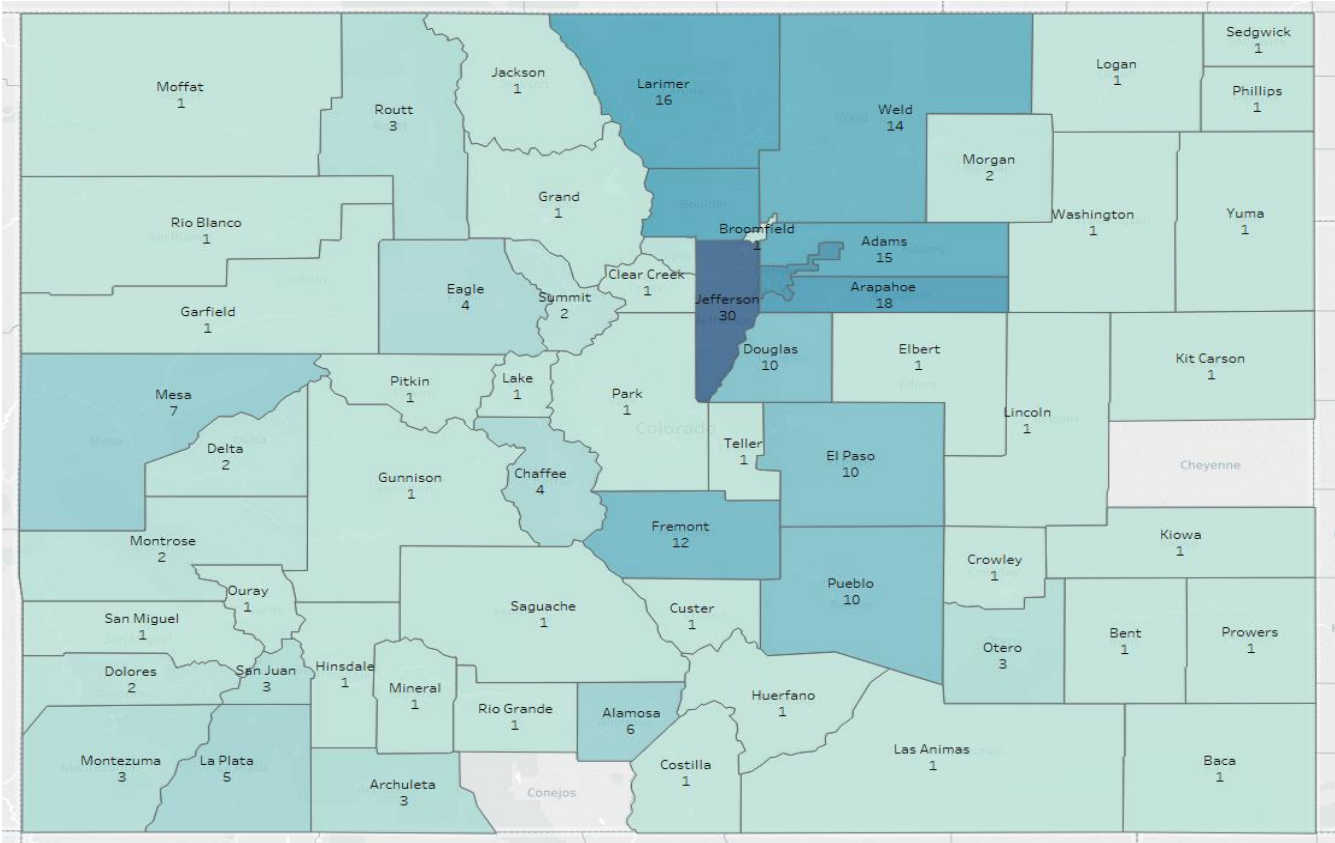 Sedgwick
1
Logan
1
Jackson
1
Moffat
1
Larimer
16
Phillips
1
Routt
3
Weld
14
Morgan
2
Grand
1
Boulder
Rio Blanco
1
Washington
1
Yuma
1
Broomfield
1
Adams
15
Clear Creek
1
Eagle
4
Summit
2
Arapahoe
18
Jefferson
30
Garfield
1
Douglas
10
Elbert
1
Kit Carson
1
Pitkin
1
Lake
1
Park
1
Mesa
7
Lincoln
1
Colorado
Teller
1
Delta
2
El Paso
10
Cheyenne
Gunnison
1
Chaffee
4
Fremont
12
Montrose
2
Kiowa
1
Crowley
1
Pueblo
10
Ouray
1
Saguache
1
Custer
1
San Miguel
1
Bent
1
Prowers
1
Otero
3
Dolores
2
San Juan
3
Hinsdale
1
Mineral
1
Huerfano
1
Rio Grande
1
Alamosa
6
Las Animas
1
Montezuma
3
La Plata
5
Costilla
1
Baca
1
Archuleta
3
Conejos